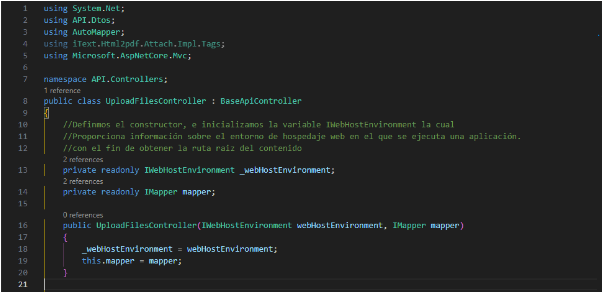 1 using System.Net;
2 using API.Dtos;
3 using AutoMapper;
4 using iText.Html2pdf.Attach.Impl.Tags;
5 using Microsoft.AspNetCore.Mvc;
6
7 namespace API.Controllers;
1 reference
8 public class UploadFilesController : BaseApiController
9 {
10 //Definmos el constructor, e inicializamos la variable IWebHostEnvironment la cual
11 //Proporciona información sobre el entorno de hospedaje web en el que se ejecuta una aplicación.
12 //con el fin de obtener la ruta raíz del contenido
2 references
13 private readonly IWebHostEnvironment _webHostEnvironment;
2 references
14 private readonly IMapper mapper;
15
0 references
16 public UploadFilesController(IWebHostEnvironment webHostEnvironment, IMapper mapper)
17 {
18 _webHostEnvironment = webHostEnvironment;
19 this.mapper = mapper;
20 }
21